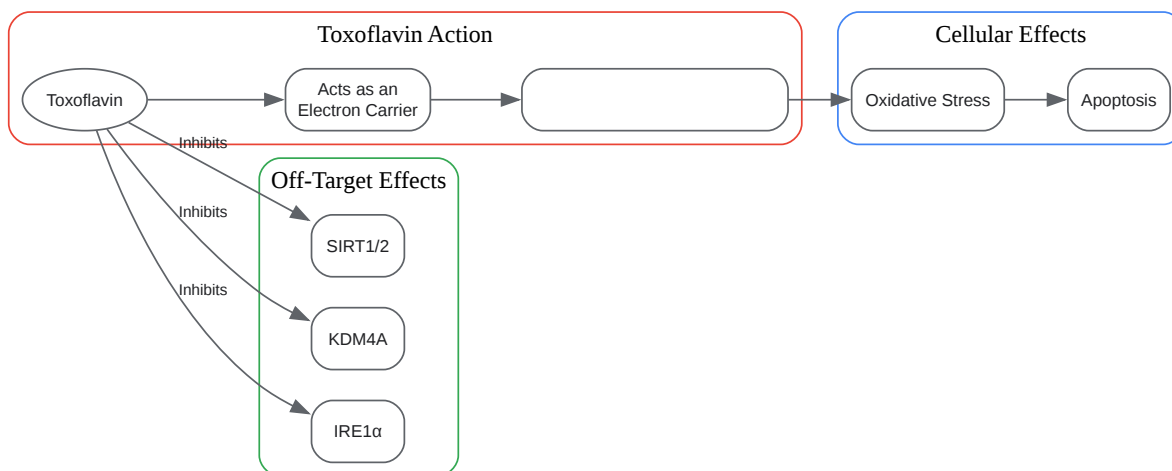 Toxoflavin Action
Cellular Effects
Toxoflavin
Acts as an
Electron Carrier
Oxidative Stress
Apoptosis
Inhibits
Off-Target Effects
Inhibits
SIRT1/2
Inhibits
KDM4A
IRE1α